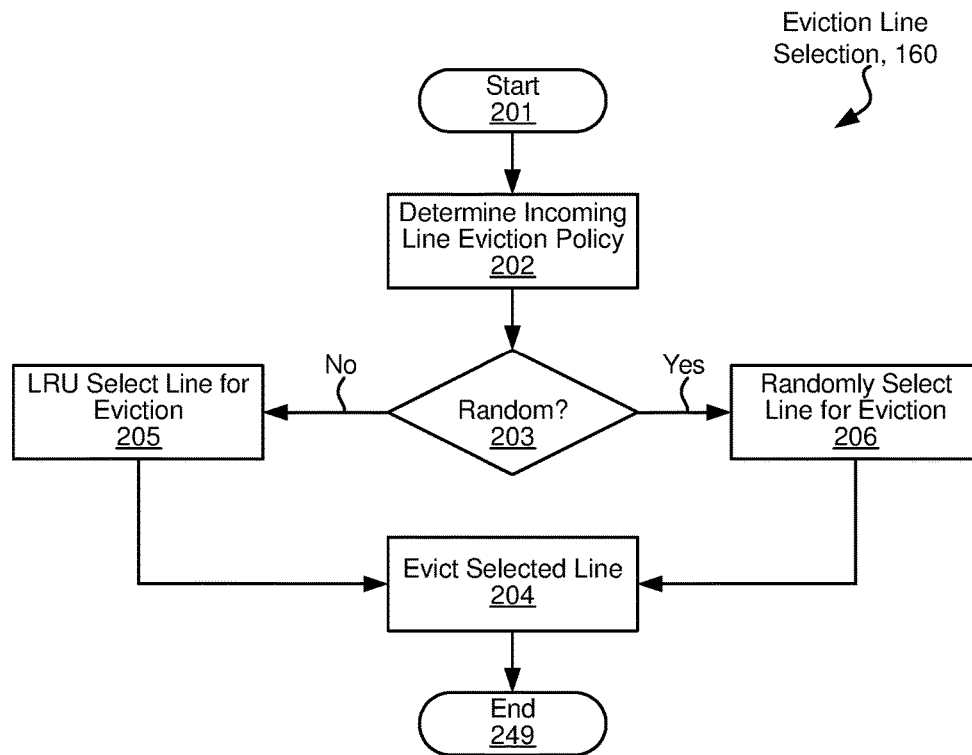 Eviction Line
Selection, 160
Start
201
Determine Incoming
Line Eviction Policy
202
No
Yes
LRU Select Line for
Eviction
205
Random?
203
Randomly Select
Line for Eviction
206
Evict Selected Line
204
End
249